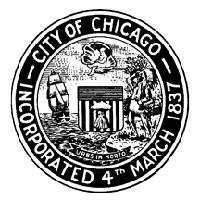 CITY OF CHICAGO
INCORPORATED 4TH MARCH 1837
URBS IN HORTO